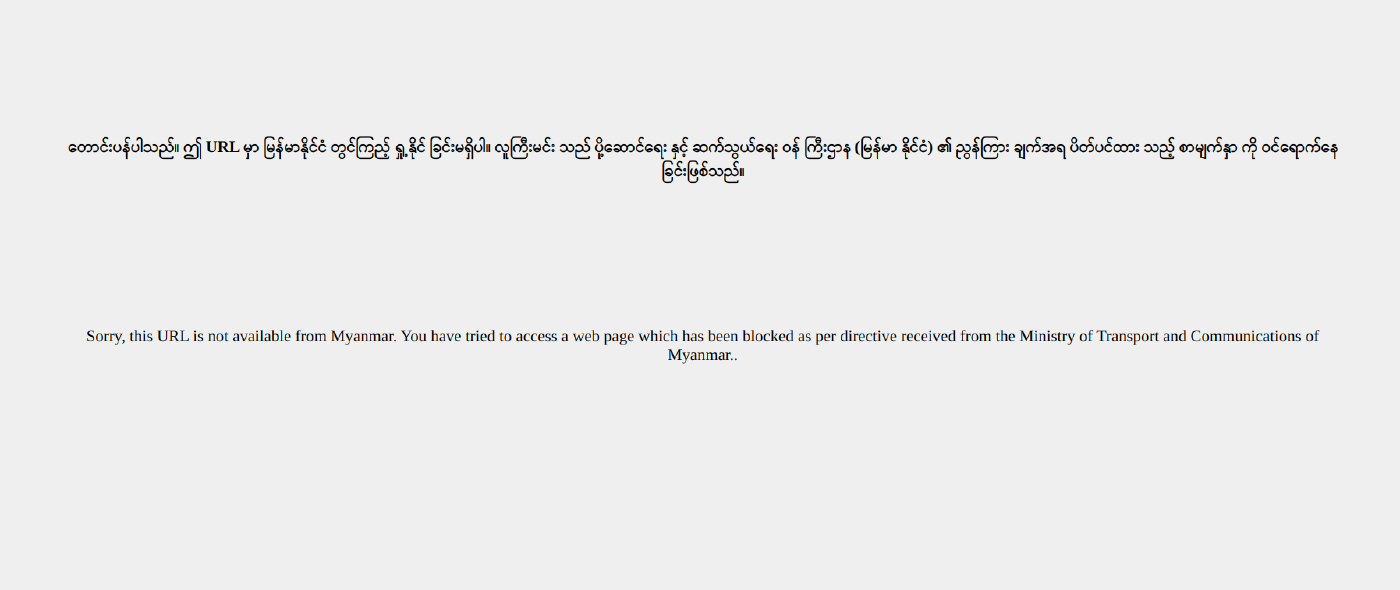 တောင်းပန်ပါသည်။ ဤ URL မှာ မြန်မာနိုင်ငံ တွင်ကြည့် ရှု့နိုင် ခြင်းမရှိပါ။ လူကြီးမင်း သည် ပို့ဆောင်ရေး နှင့် ဆက်သွယ်ရေး ဝန် ကြီးဌာန (မြန်မာ နိုင်ငံ) ၏ ညွန်ကြား ချက်အရ ပိတ်ပင်ထား သည့် စာမျက်နှာ ကို ဝင်ရောက်နေ
ခြင်းဖြစ်သည်။
Sorry, this URL is not available from Myanmar. You have tried to access a web page which has been blocked as per directive received from the Ministry of Transport and Communications of
Myanmar..